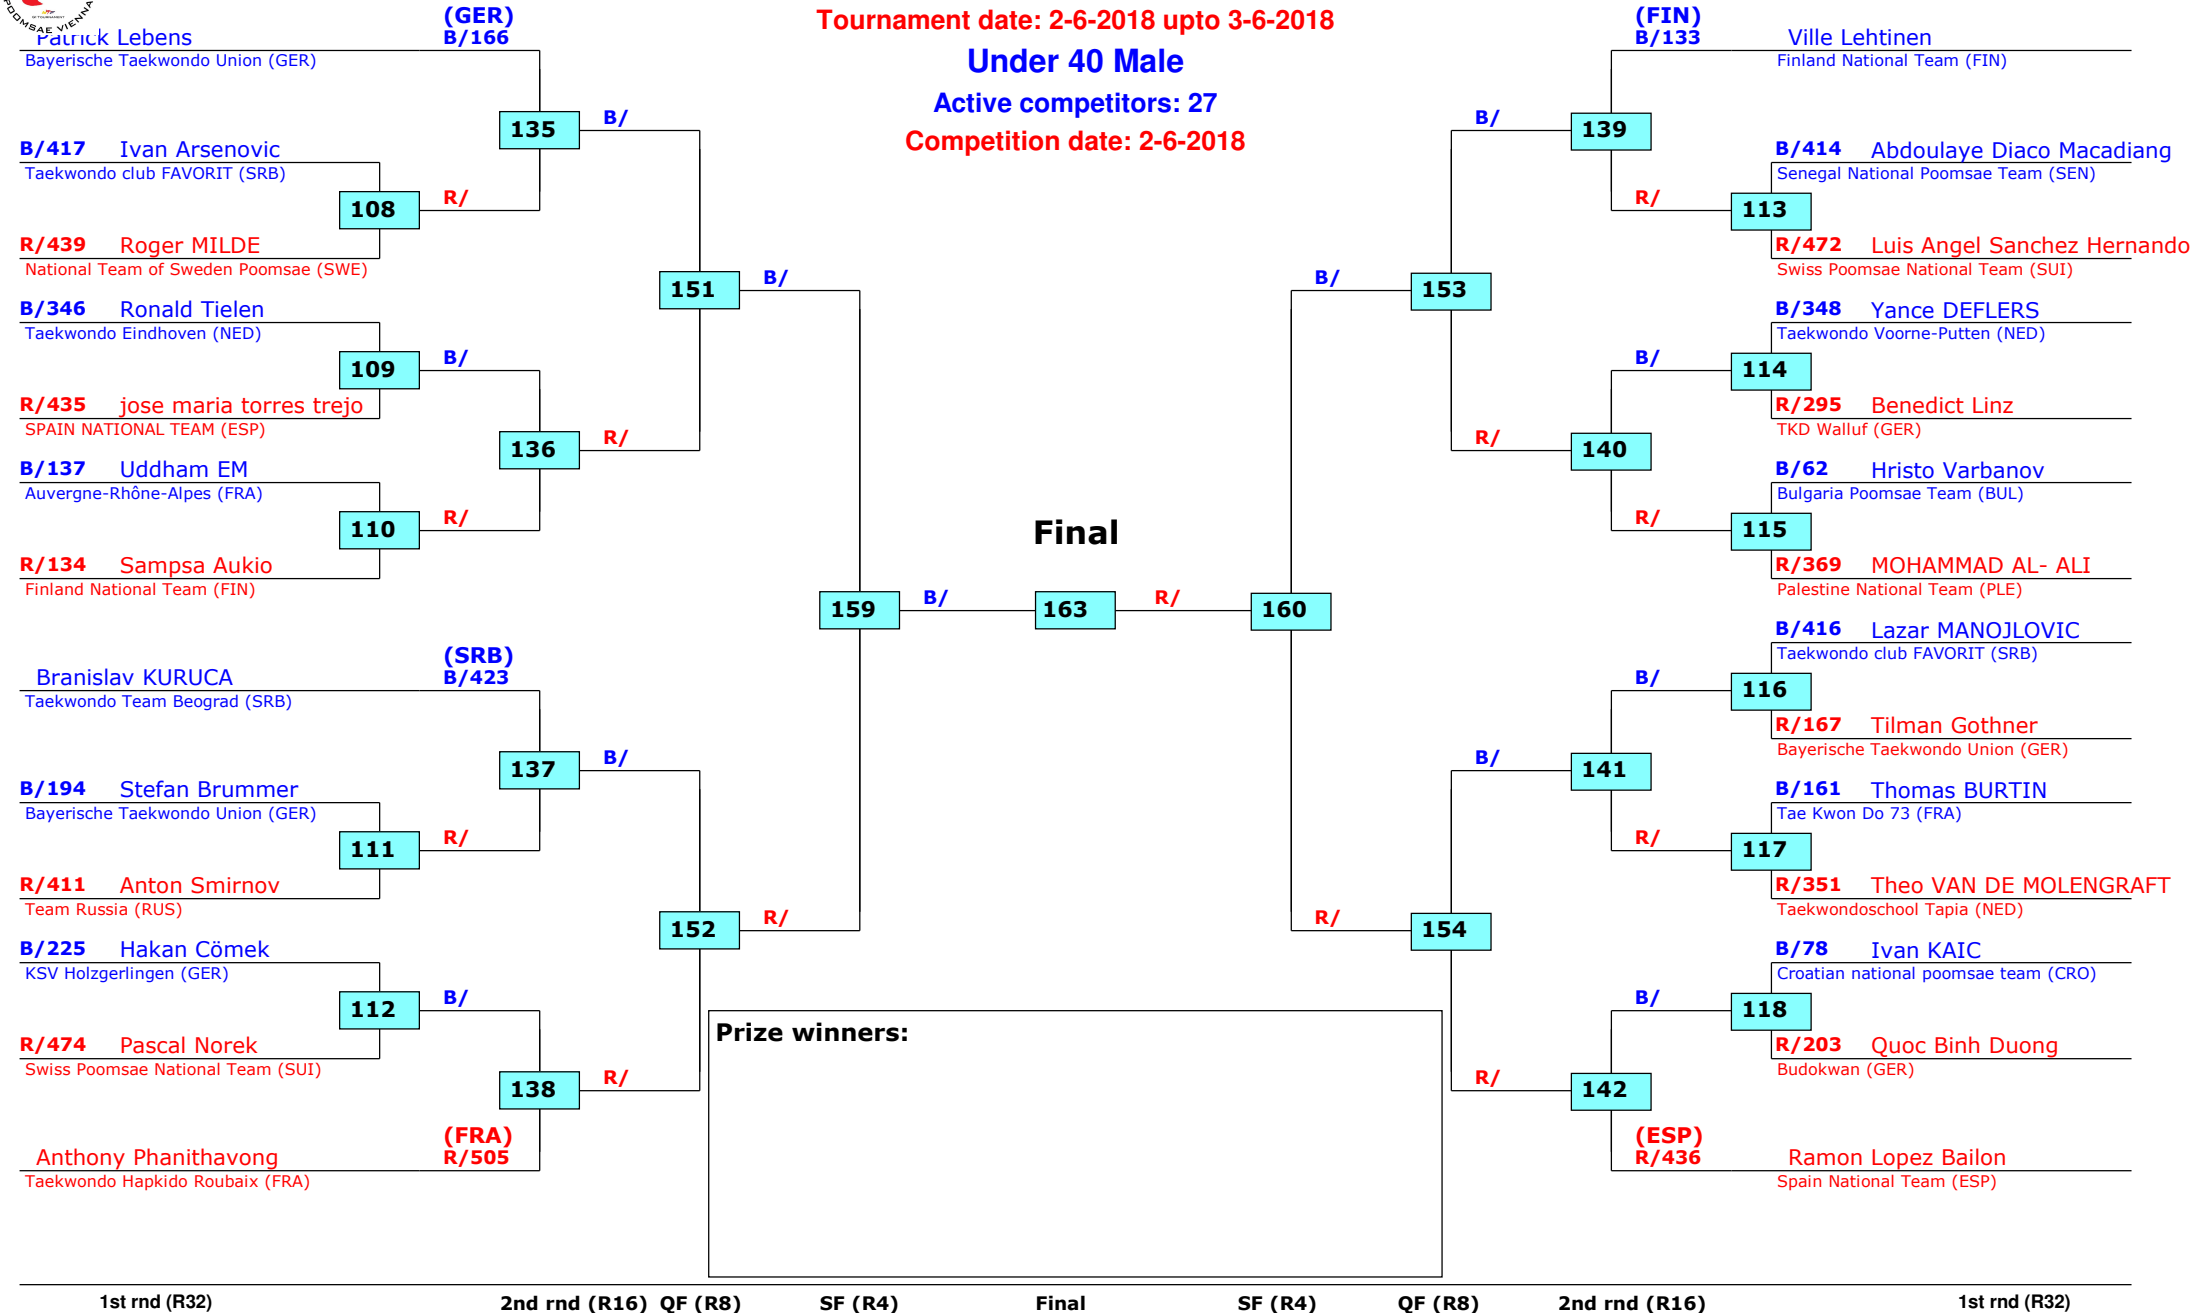 POOMSAE VIENNA
Tournament date: 2-6-2018 upto 3-6-2018
Under 40 Male
Active competitors: 27
Competition date: 2-6-2018
(GER)
Patrick Lebens B/166
Bayerische Taekwondo Union (GER)
135
B/
B/417 Ivan Arsenovic
Taekwondo club FAVORIT (SRB)
108
R/
R/439 Roger MILDE
National Team of Sweden Poomsae (SWE)
151
B/
B/346 Ronald Tielen
Taekwondo Eindhoven (NED)
109
B/
R/435 jose maria torres trejo
SPAIN NATIONAL TEAM (ESP)
136
R/
B/137 Uddham EM
Auvergne-Rhône-Alpes (FRA)
110
R/
R/134 Sampsa Aukio
Finland National Team (FIN)
159
B/
(SRB)
Branislav KURUCA B/423
Taekwondo Team Beograd (SRB)
137
B/
B/194 Stefan Brummer
Bayerische Taekwondo Union (GER)
111
R/
R/411 Anton Smirnov
Team Russia (RUS)
152
R/
B/225 Hakan Cömek
KSV Holzgerlingen (GER)
112
B/
R/474 Pascal Norek
Swiss Poomsae National Team (SUI)
138
R/
(FRA)
Anthony Phanithavong R/505
Taekwondo Hapkido Roubaix (FRA)
Final
163
Prize winners:
(FIN)
B/133 Ville Lehtinen
Finland National Team (FIN)
B/
139
B/414 Abdoulaye Diaco Macadiang
Senegal National Poomsae Team (SEN)
R/
113
R/472 Luis Angel Sanchez Hernando
Swiss Poomsae National Team (SUI)
B/
153
B/348 Yance DEFLERS
Taekwondo Voorne-Putten (NED)
B/
114
R/295 Benedict Linz
TKD Walluf (GER)
R/
140
B/62 Hristo Varbanov
Bulgaria Poomsae Team (BUL)
R/
115
R/369 MOHAMMAD AL- ALI
Palestine National Team (PLE)
R/
160
B/416 Lazar MANOJLOVIC
Taekwondo club FAVORIT (SRB)
B/
116
R/167 Tilman Gothner
Bayerische Taekwondo Union (GER)
B/
141
B/161 Thomas BURTIN
Tae Kwon Do 73 (FRA)
R/
117
R/351 Theo VAN DE MOLENGRAFT
Taekwondoschool Tapia (NED)
R/
154
B/78 Ivan KAIC
Croatian national poomsae team (CRO)
B/
118
R/203 Quoc Binh Duong
Budokwan (GER)
R/
142
(ESP)
R/436 Ramon Lopez Bailon
Spain National Team (ESP)
1st rnd (R32) 2nd rnd (R16) QF (R8) SF (R4) Final SF (R4) QF (R8) 2nd rnd (R16) 1st rnd (R32)